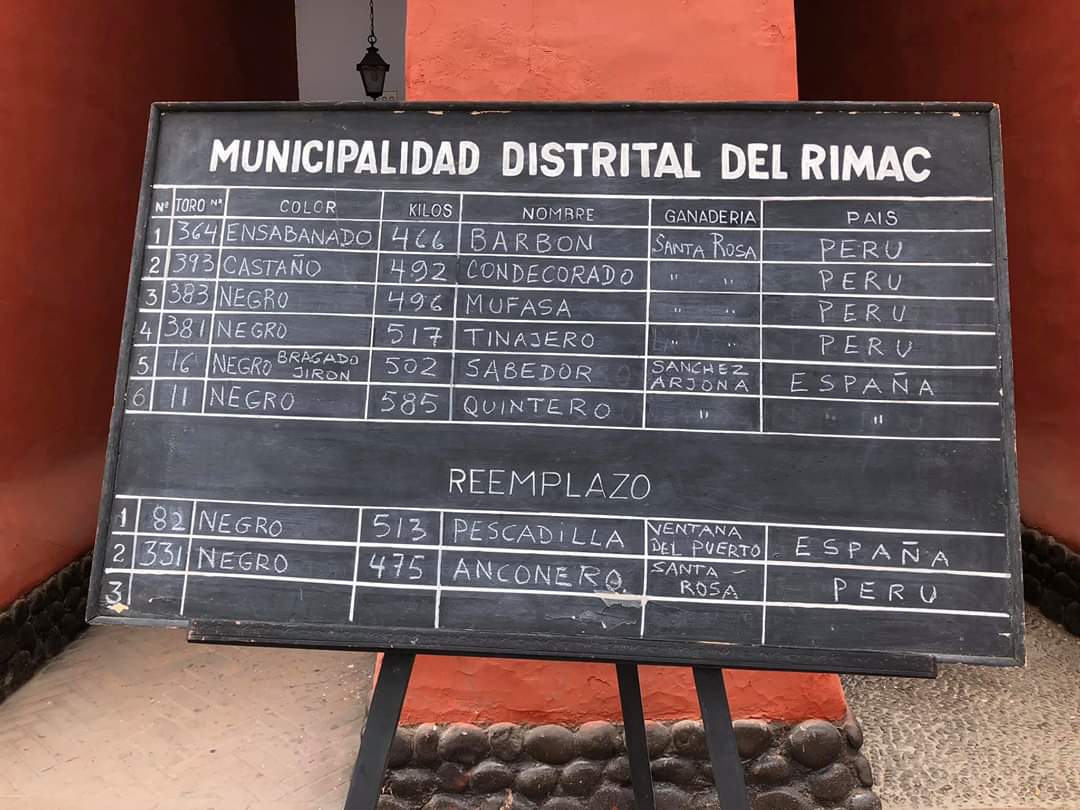 MUNICIPALIDAD DISTRITAL DEL RIMAC
Nº TORO Nº COLOR KILOS NOMBRE GANADERIA PAIS
1 364 ENSABANADO 466 BARBON SANTA ROSA PERU
2 393 CASTAÑO 492 CONDECORADO " " PERU
3 383 NEGRO 496 MUFASA " " PERU
4 381 NEGRO 517 TINAJERO " " PERU
5 16 NEGRO BRAGADO JIRON 502 SABEDOR SANCHEZ ARJONA ESPAÑA
6 11 NEGRO 585 QUINTERO " "
REEMPLAZO
1 82 NEGRO 513 PESCADiLLA VENTANA DEL PUERTO ESPAÑA
2 331 NEGRO 475 ANCONERO SANTA - ROSA PERU
3